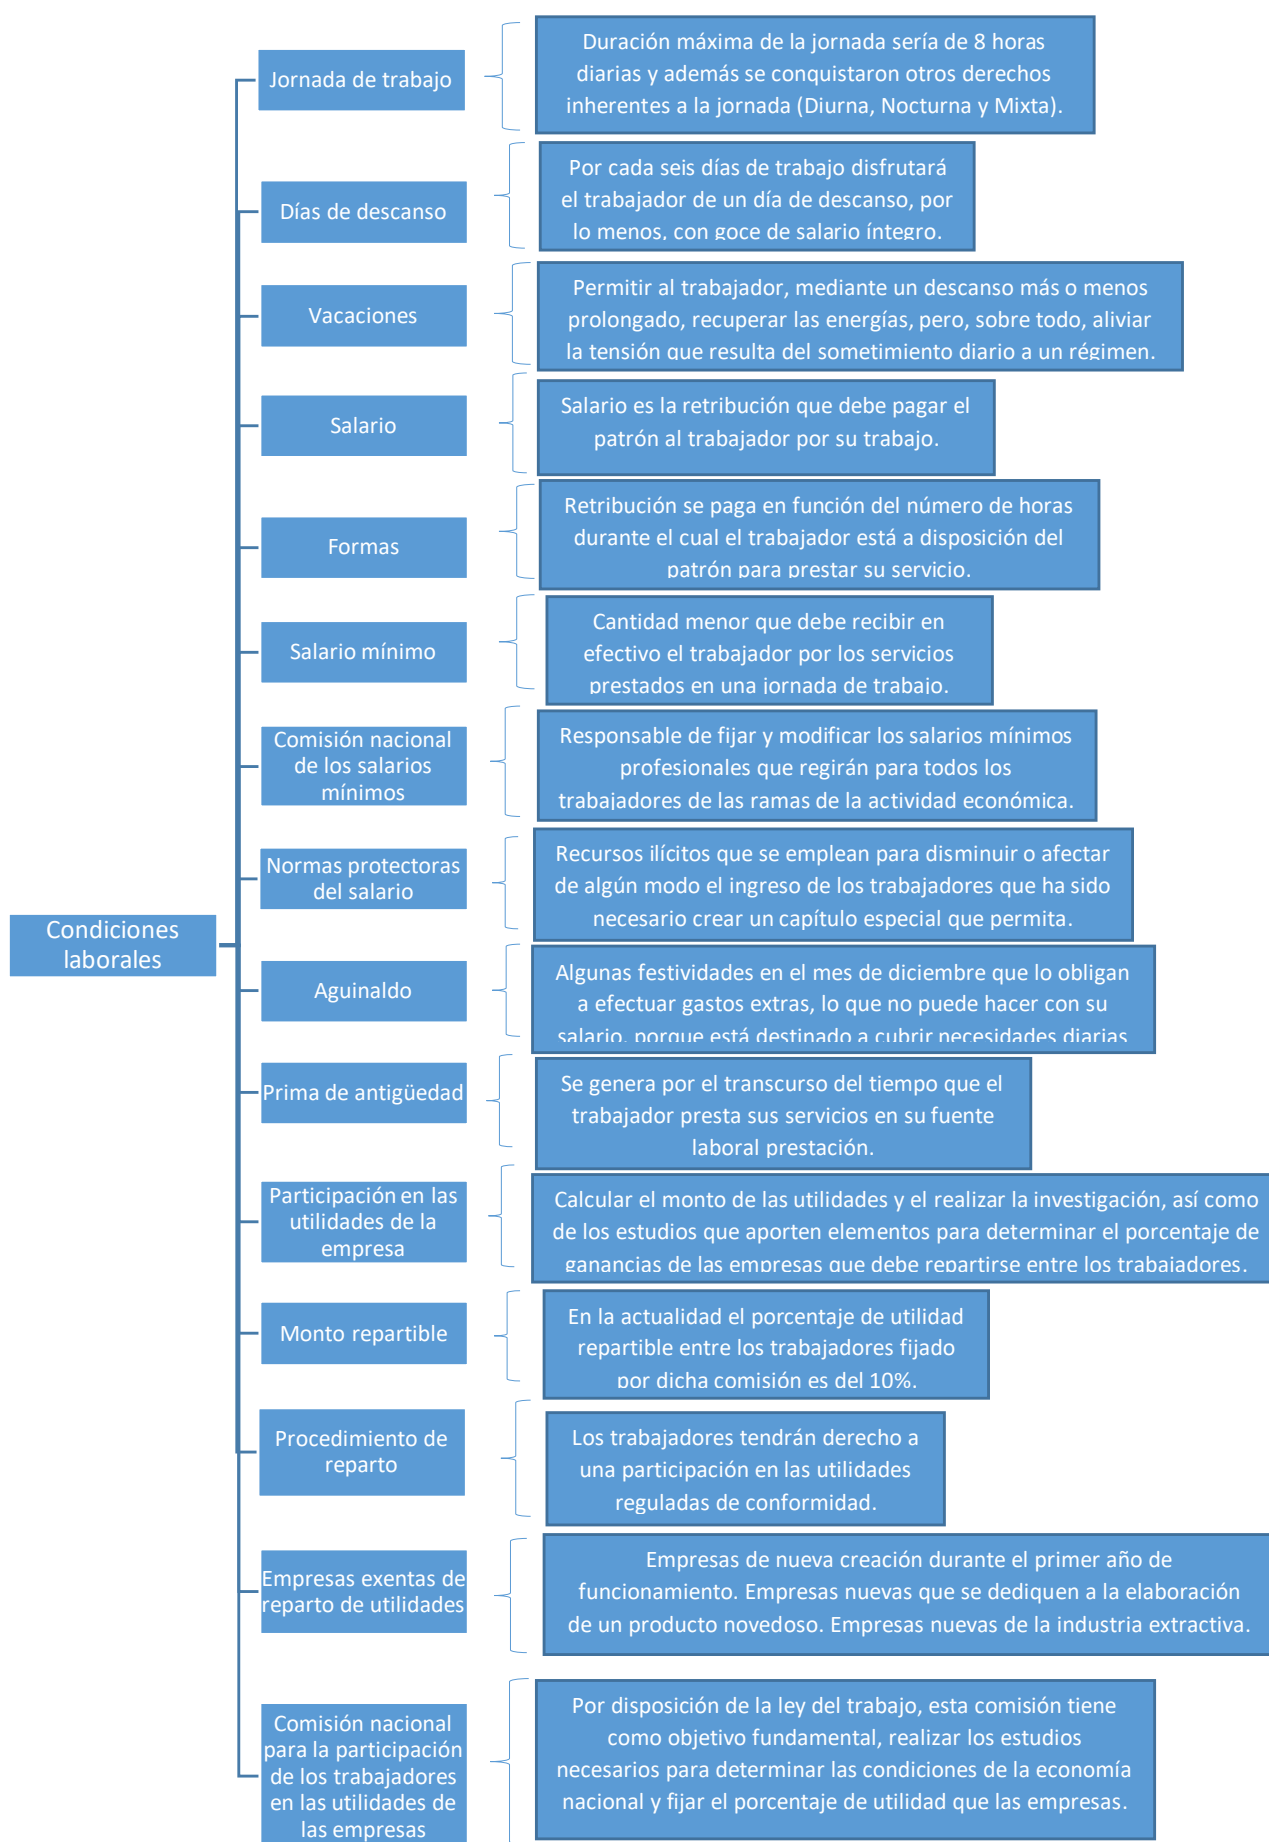 Condiciones
laborales
Jornada de trabajo
Duración máxima de la jornada sería de 8 horas
diarias y además se conquistaron otros derechos
inherentes a la jornada (Diurna, Nocturna y Mixta).
Días de descanso
Por cada seis días de trabajo disfrutará
el trabajador de un día de descanso, por
lo menos, con goce de salario íntegro.
Vacaciones
Permitir al trabajador, mediante un descanso más o menos
prolongado, recuperar las energías, pero, sobre todo, aliviar
la tensión que resulta del sometimiento diario a un régimen.
Salario
Salario es la retribución que debe pagar el
patrón al trabajador por su trabajo.
Formas
Retribución se paga en función del número de horas
durante el cual el trabajador está a disposición del
patrón para prestar su servicio.
Salario mínimo
Cantidad menor que debe recibir en
efectivo el trabajador por los servicios
prestados en una jornada de trabajo.
Comisión nacional
de los salarios
mínimos
Responsable de fijar y modificar los salarios mínimos
profesionales que regirán para todos los
trabajadores de las ramas de la actividad económica.
Normas protectoras
del salario
Recursos ilícitos que se emplean para disminuir o afectar
de algún modo el ingreso de los trabajadores que ha sido
necesario crear un capítulo especial que permita.
Aguinaldo
Algunas festividades en el mes de diciembre que lo obligan
a efectuar gastos extras, lo que no puede hacer con su
salario, porque está destinado a cubrir necesidades diarias
Prima de antigüedad
Se genera por el transcurso del tiempo que el
trabajador presta sus servicios en su fuente
laboral prestación.
Participación en las
utilidades de la
empresa
Calcular el monto de las utilidades y el realizar la investigación, así como
de los estudios que aporten elementos para determinar el porcentaje de
ganancias de las empresas que debe repartirse entre los trabajadores.
Monto repartible
En la actualidad el porcentaje de utilidad
repartible entre los trabajadores fijado
por dicha comisión es del 10%.
Procedimiento de
reparto
Los trabajadores tendrán derecho a
una participación en las utilidades
reguladas de conformidad.
Empresas exentas de
reparto de utilidades
Empresas de nueva creación durante el primer año de
funcionamiento. Empresas nuevas que se dediquen a la elaboración
de un producto novedoso. Empresas nuevas de la industria extractiva.
Comisión nacional
para la participación
de los trabajadores
en las utilidades de
las empresas
Por disposición de la ley del trabajo, esta comisión tiene
como objetivo fundamental, realizar los estudios
necesarios para determinar las condiciones de la economía
nacional y fijar el porcentaje de utilidad que las empresas.